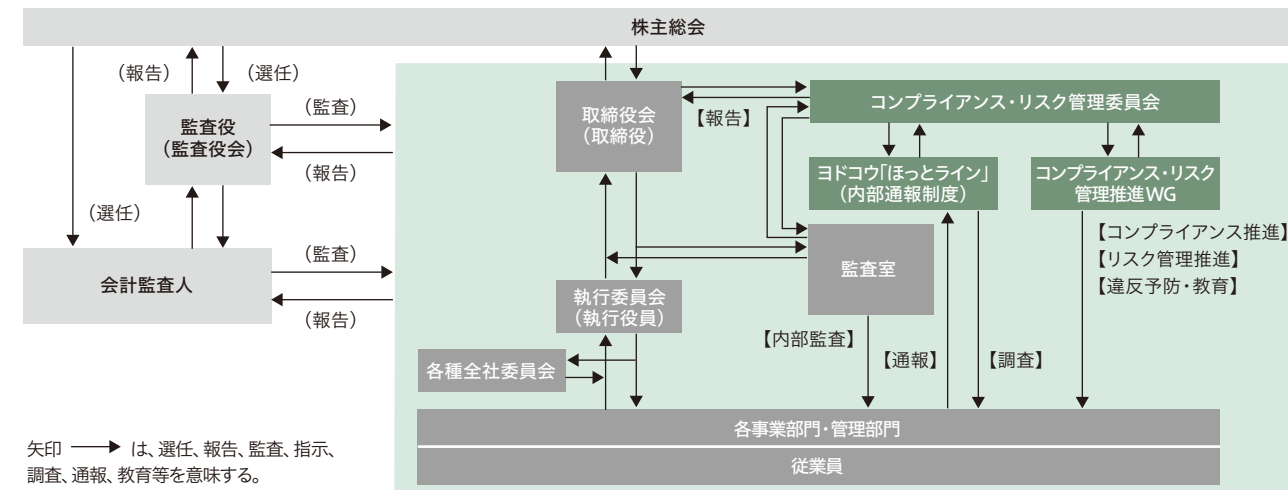 株主総会
（報告）
（選任）
監査役
（監査役会）
（監査）
（報告）
（選任）
会計監査人
（監査）
（報告）
取締役会
（取締役）
【報告】
コンプライアンス・リスク管理委員会
ヨドコウ「ほっとライン」
（内部通報制度）
コンプライアンス・リスク
管理推進WG
【コンプライアンス推進】
【リスク管理推進】
【違反予防・教育】
監査室
執行委員会
（執行役員）
【内部監査】
【通報】
【調査】
各種全社委員会
各事業部門・管理部門
従業員
矢印 は、選任、報告、監査、指示、
調査、通報、教育等を意味する。